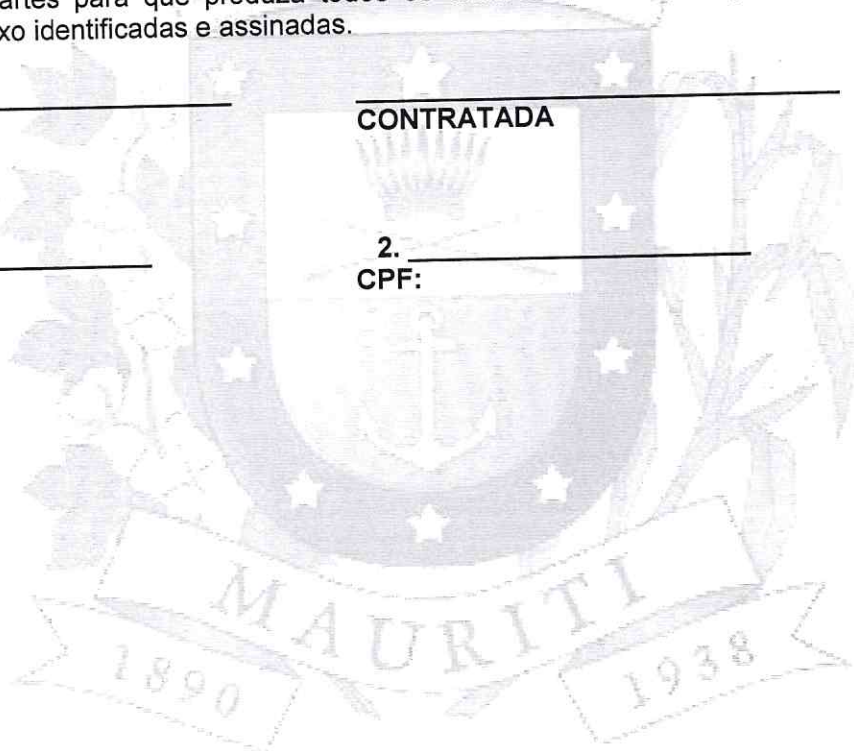 artes para que produza todos
xo identificadas e assinadas.
CONTRATADA
2.
CPF:
MAURITI
1890
1938